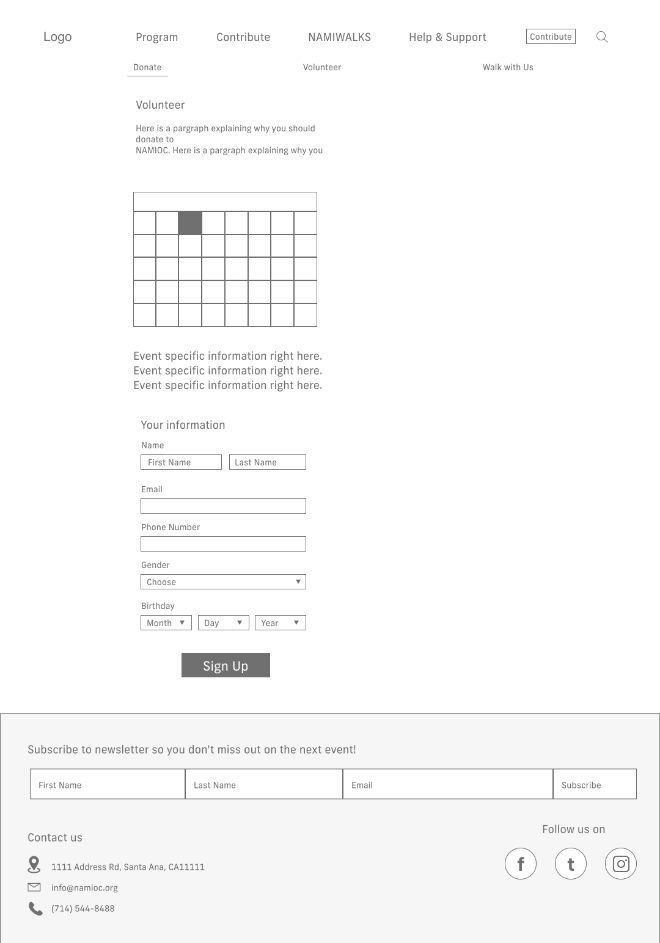 Logo
Program
Contribute
NAMIWALKS
Help & Support
Contribute
Donate
Volunteer
Walk with Us
Volunteer
Here is a pargraph explaining why you should
donate to
NAMIOC. Here is a pargraph explaining why you
Event specific information right here.
Event specific information right here.
Event specific information right here.
Your information
Name
First Name
Last Name
Email
Phone Number
Gender
Choose
Birthday
Month
Day
Year
Sign Up
Subscribe to newsletter so you don't miss out on the next event!
First Name
Last Name
Email
Subscribe
Contact us
Follow us on
1111 Address Rd, Santa Ana, CA11111
info@namioc.org
(714) 544-8488
f
t